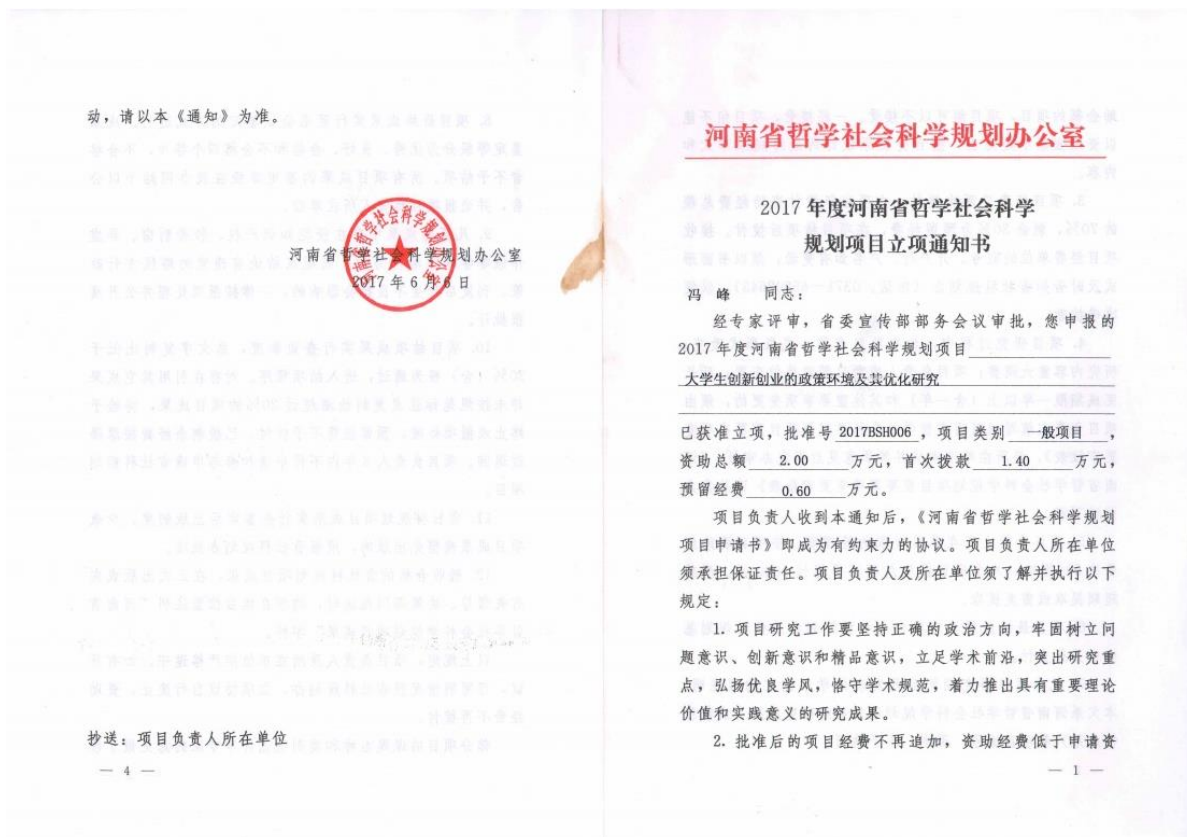 动，请以本《通知》为准。
河南省哲学社会科学规划办公室
2017年6月6日
抄送：项目负责人所在单位
— 4 —
河南省哲学社会科学规划办公室
2017 年度河南省哲学社会科学
规划项目立项通知书
冯 峰 同志：
经专家评审，省委宣传部部务会议审批，您申报的
2017 年度河南省哲学社会科学规划项目
大学生创新创业的政策环境及其优化研究
已获准立项，批准号 2017BSH006 ，项目类别 一般项目 ，
资助总额 2.00 万元，首次拨款 1.40 万元，
预留经费 0.60 万元。
项目负责人收到本通知后，《河南省哲学社会科学规划
项目申请书》即成为有约束力的协议。项目负责人所在单位
须承担保证责任。项目负责人及所在单位须了解并执行以下
规定：
1. 项目研究工作要坚持正确的政治方向，牢固树立问
题意识、创新意识和精品意识，立足学术前沿，突出研究重
点，弘扬优良学风，恪守学术规范，着力推出具有重要理论
价值和实践意义的研究成果。
2. 批准后的项目经费不再追加，资助经费低于申请资
— 1 —